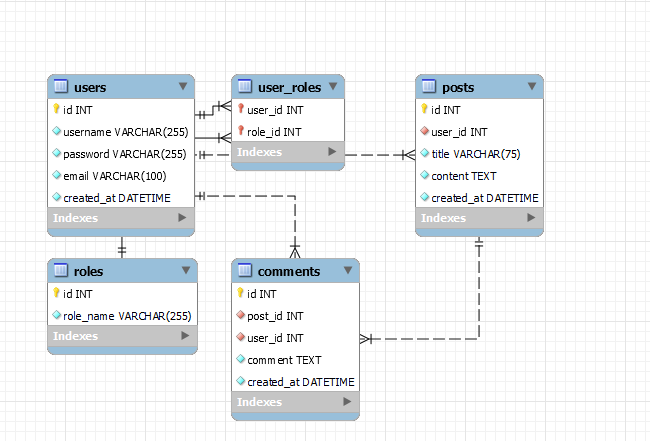 users
id INT
username VARCHAR(255)
password VARCHAR(255)
email VARCHAR(100)
created_at DATETIME
Indexes
user_roles
user_id INT
role_id INT
Indexes
posts
id INT
user_id INT
title VARCHAR(75)
content TEXT
created_at DATETIME
Indexes
roles
id INT
role_name VARCHAR(255)
Indexes
comments
id INT
post_id INT
user_id INT
comment TEXT
created_at DATETIME
Indexes